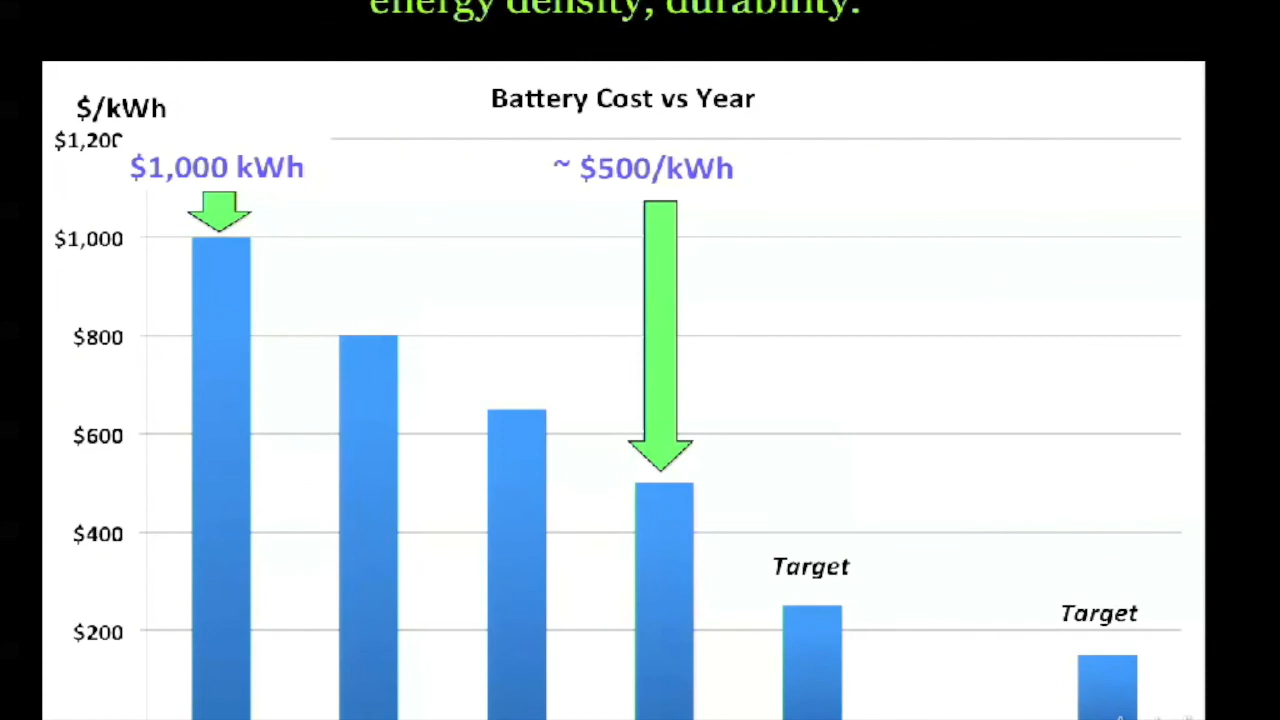 energy density, durability.
Battery Cost vs Year
$/kWh
$1,200
$1,000 kWh
~ $500/kWh
$1,000
$800
$600
$400
Target
Target
$200